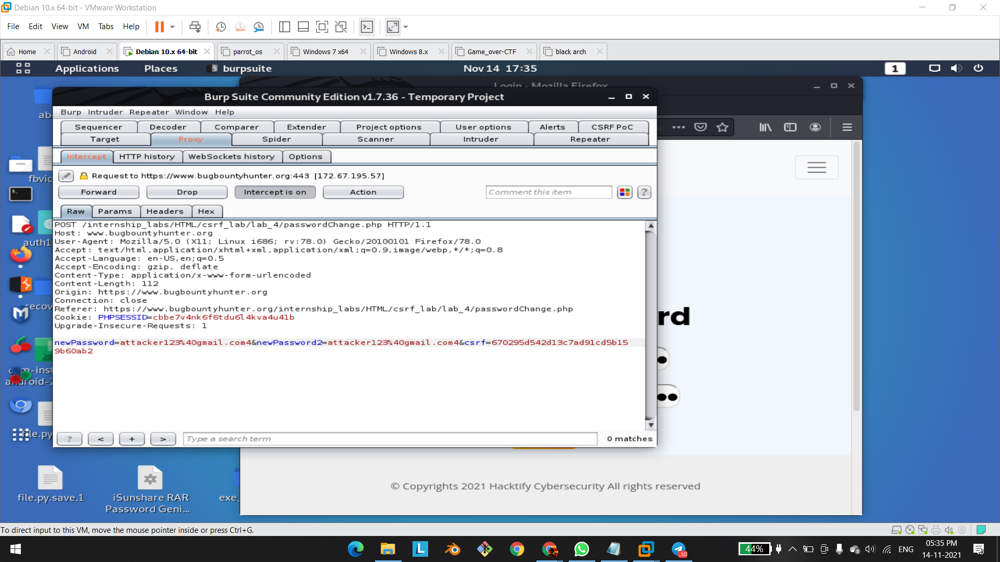 Debian 10.x 64-bit - VMware Workstation
File Edit View VM Tabs Help
Home Android Debian 10.x 64-bit parrot_os Windows 7 x64 Windows 8.x Game_over-CTF black arch
Applications Places burpsuite Nov 14 17:35 1
Login - Mozilla Firefox
Burp Suite Community Edition v1.7.36 - Temporary Project
Burp Intruder Repeater Window Help
Sequencer Decoder Comparer Extender Project options User options Alerts CSRF PoC
Target Proxy Spider Scanner Intruder Repeater
Intercept HTTP history WebSockets history Options
Request to https://www.bugbountyhunter.org:443 [172.67.195.57]
Forward Drop Intercept is on Action Comment this item ?
Raw Params Headers Hex
POST /internship_labs/HTML/csrf_lab/lab_4/passwordChange.php HTTP/1.1
Host: www.bugbountyhunter.org
User-Agent: Mozilla/5.0 (X11; Linux i686; rv:78.0) Gecko/20100101 Firefox/78.0
Accept: text/html,application/xhtml+xml,application/xml;q=0.9,image/webp,*/*;q=0.8
Accept-Language: en-US,en;q=0.5
Accept-Encoding: gzip, deflate
Content-Type: application/x-www-form-urlencoded
Content-Length: 112
Origin: https://www.bugbountyhunter.org
Connection: close
Referer: https://www.bugbountyhunter.org/internship_labs/HTML/csrf_lab/lab_4/passwordChange.php
Cookie: PHPSESSID=cbbe7v4nk6f6tdu6l4kva4u41b
Upgrade-Insecure-Requests: 1
newPassword=attacker123%40gmail.com4&newPassword2=attacker123%40gmail.com4&csrf=670295d542d13c7ad91cd5b15
9b60ab2
? < + > Type a search term 0 matches
ab
fbvic
auth1
recov
android-
file.py
rd
file.py.save.1
iSunshare RAR
Password Geni...
exe_
© Copyrights 2021 Hacktify Cybersecurity All rights reserved
To direct input to this VM, move the mouse pointer inside or press Ctrl+G.
44% ENG 05:35 PM
14-11-2021